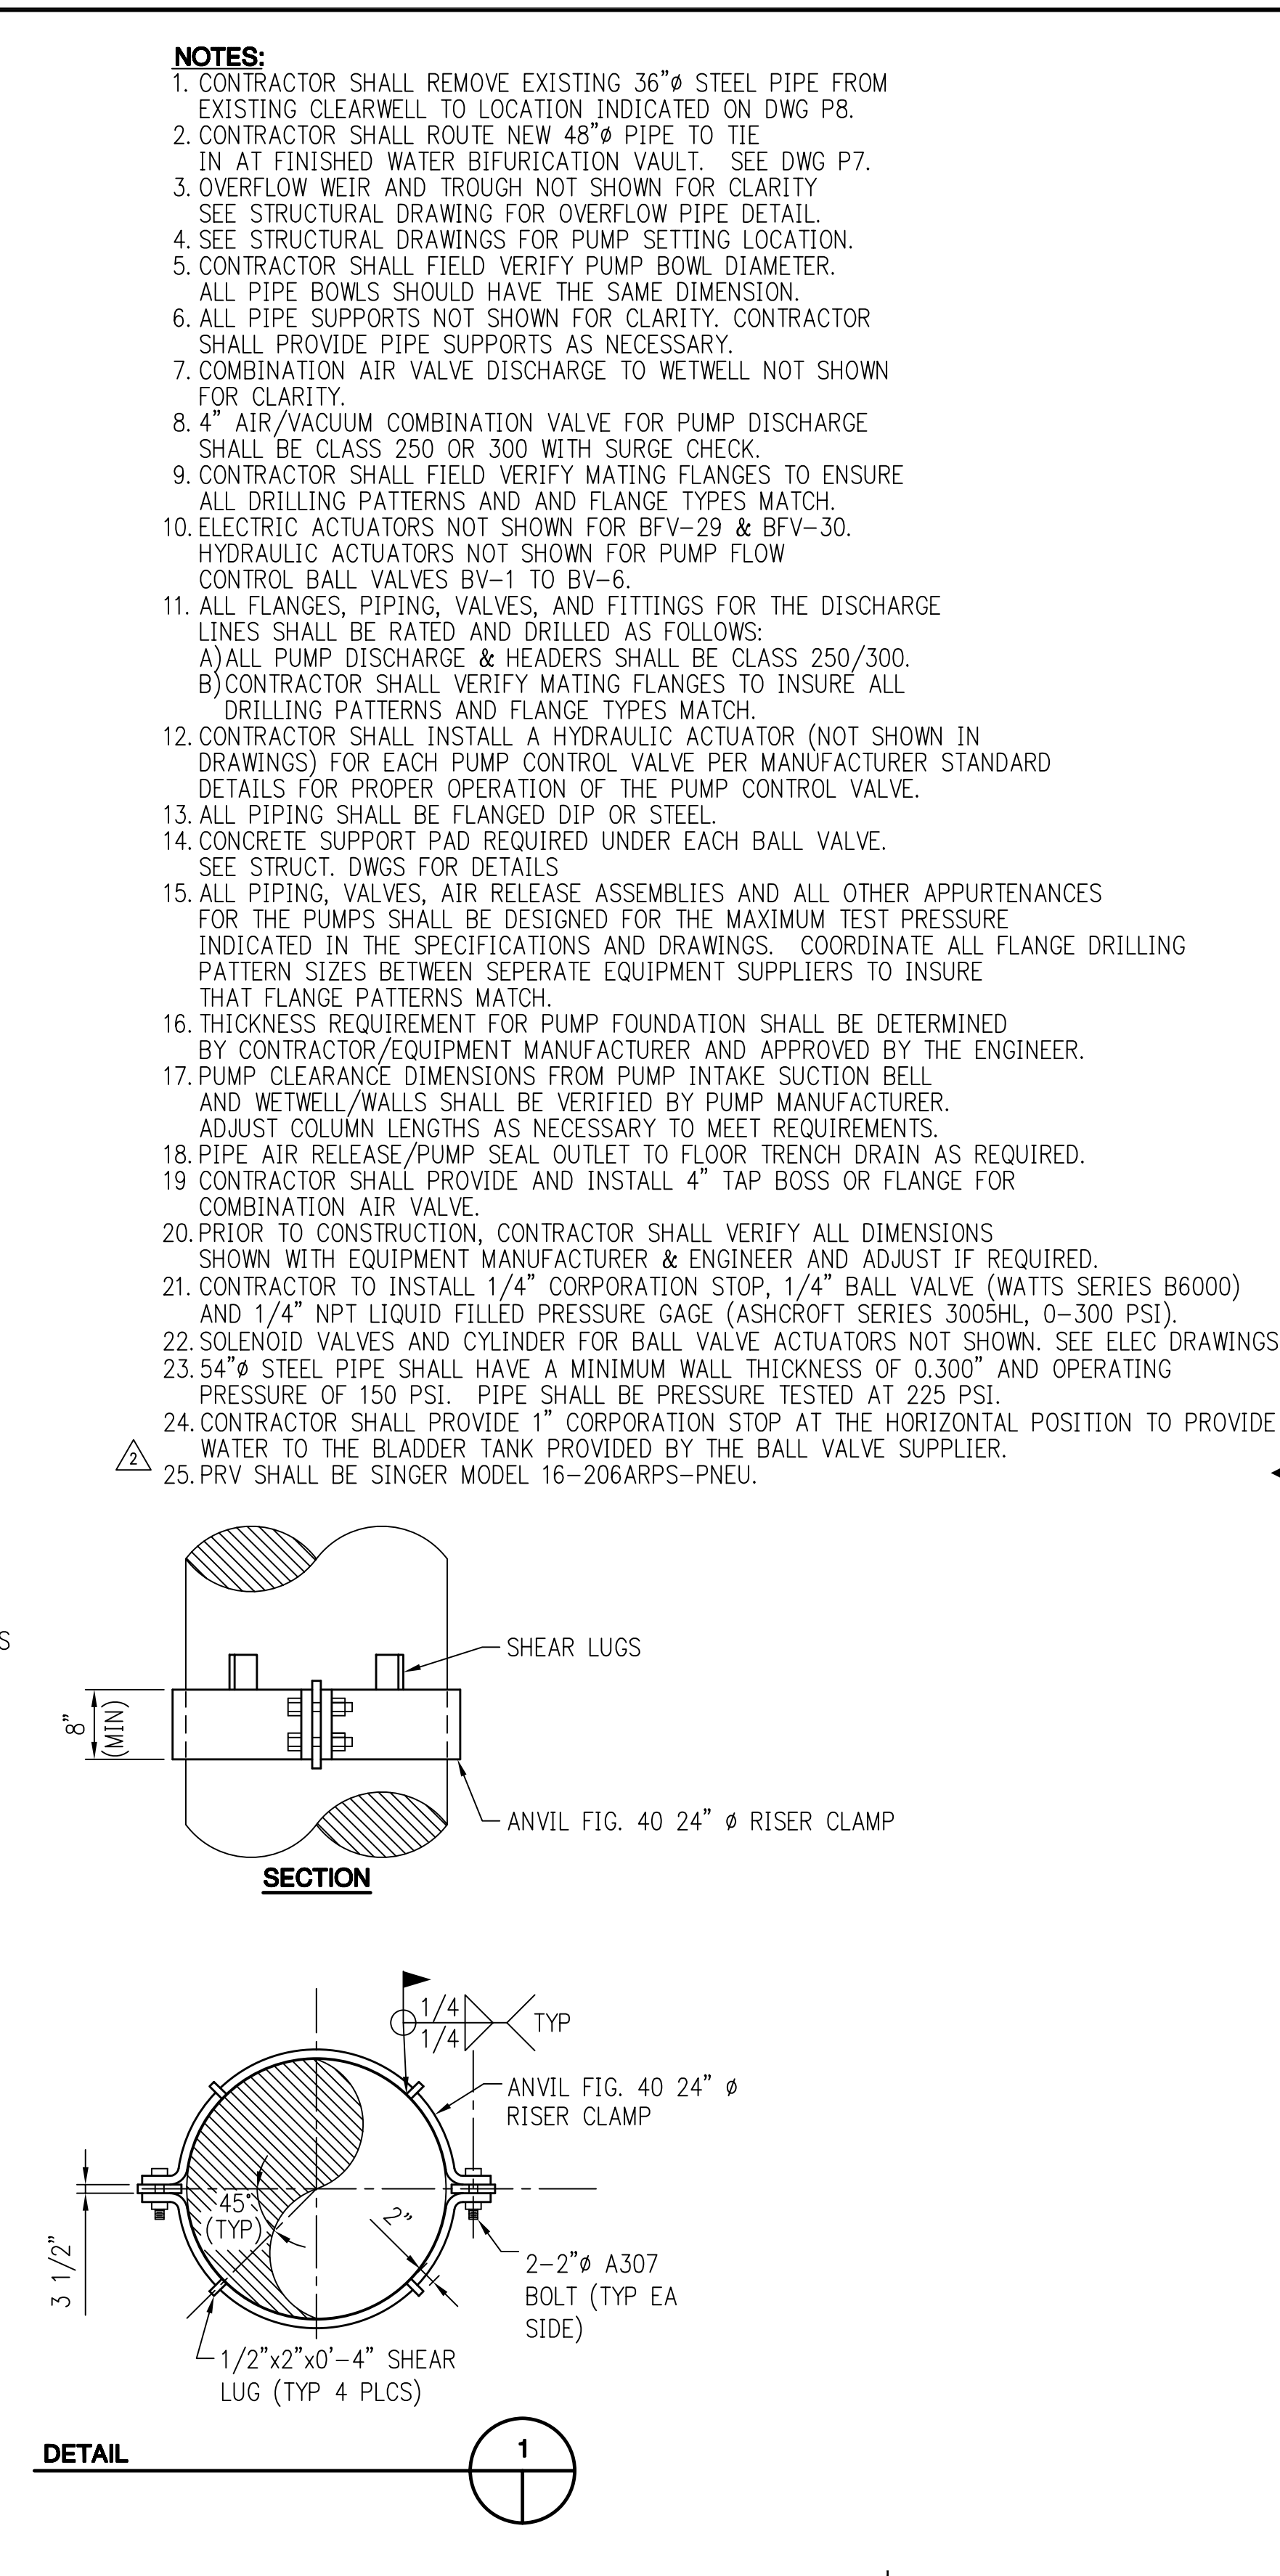 NOTES:
1. CONTRACTOR SHALL REMOVE EXISTING 36"ø STEEL PIPE FROM
EXISTING CLEARWELL TO LOCATION INDICATED ON DWG P8.
2. CONTRACTOR SHALL ROUTE NEW 48"ø PIPE TO TIE
IN AT FINISHED WATER BIFURICATION VAULT. SEE DWG P7.
3. OVERFLOW WEIR AND TROUGH NOT SHOWN FOR CLARITY
SEE STRUCTURAL DRAWING FOR OVERFLOW PIPE DETAIL.
4. SEE STRUCTURAL DRAWINGS FOR PUMP SETTING LOCATION.
5. CONTRACTOR SHALL FIELD VERIFY PUMP BOWL DIAMETER.
ALL PIPE BOWLS SHOULD HAVE THE SAME DIMENSION.
6. ALL PIPE SUPPORTS NOT SHOWN FOR CLARITY. CONTRACTOR
SHALL PROVIDE PIPE SUPPORTS AS NECESSARY.
7. COMBINATION AIR VALVE DISCHARGE TO WETWELL NOT SHOWN
FOR CLARITY.
8. 4" AIR/VACUUM COMBINATION VALVE FOR PUMP DISCHARGE
SHALL BE CLASS 250 OR 300 WITH SURGE CHECK.
9. CONTRACTOR SHALL FIELD VERIFY MATING FLANGES TO ENSURE
ALL DRILLING PATTERNS AND AND FLANGE TYPES MATCH.
10. ELECTRIC ACTUATORS NOT SHOWN FOR BFV-29 & BFV-30.
HYDRAULIC ACTUATORS NOT SHOWN FOR PUMP FLOW
CONTROL BALL VALVES BV-1 TO BV-6.
11. ALL FLANGES, PIPING, VALVES, AND FITTINGS FOR THE DISCHARGE
LINES SHALL BE RATED AND DRILLED AS FOLLOWS:
A) ALL PUMP DISCHARGE & HEADERS SHALL BE CLASS 250/300.
B) CONTRACTOR SHALL VERIFY MATING FLANGES TO INSURE ALL
DRILLING PATTERNS AND FLANGE TYPES MATCH.
12. CONTRACTOR SHALL INSTALL A HYDRAULIC ACTUATOR (NOT SHOWN IN
DRAWINGS) FOR EACH PUMP CONTROL VALVE PER MANUFACTURER STANDARD
DETAILS FOR PROPER OPERATION OF THE PUMP CONTROL VALVE.
13. ALL PIPING SHALL BE FLANGED DIP OR STEEL.
14. CONCRETE SUPPORT PAD REQUIRED UNDER EACH BALL VALVE.
SEE STRUCT. DWGS FOR DETAILS
15. ALL PIPING, VALVES, AIR RELEASE ASSEMBLIES AND ALL OTHER APPURTENANCES
FOR THE PUMPS SHALL BE DESIGNED FOR THE MAXIMUM TEST PRESSURE
INDICATED IN THE SPECIFICATIONS AND DRAWINGS. COORDINATE ALL FLANGE DRILLING
PATTERN SIZES BETWEEN SEPERATE EQUIPMENT SUPPLIERS TO INSURE
THAT FLANGE PATTERNS MATCH.
16. THICKNESS REQUIREMENT FOR PUMP FOUNDATION SHALL BE DETERMINED
BY CONTRACTOR/EQUIPMENT MANUFACTURER AND APPROVED BY THE ENGINEER.
17. PUMP CLEARANCE DIMENSIONS FROM PUMP INTAKE SUCTION BELL
AND WETWELL/WALLS SHALL BE VERIFIED BY PUMP MANUFACTURER.
ADJUST COLUMN LENGTHS AS NECESSARY TO MEET REQUIREMENTS.
18. PIPE AIR RELEASE/PUMP SEAL OUTLET TO FLOOR TRENCH DRAIN AS REQUIRED.
19 CONTRACTOR SHALL PROVIDE AND INSTALL 4" TAP BOSS OR FLANGE FOR
COMBINATION AIR VALVE.
20. PRIOR TO CONSTRUCTION, CONTRACTOR SHALL VERIFY ALL DIMENSIONS
SHOWN WITH EQUIPMENT MANUFACTURER & ENGINEER AND ADJUST IF REQUIRED.
21. CONTRACTOR TO INSTALL 1/4" CORPORATION STOP, 1/4" BALL VALVE (WATTS SERIES B6000)
AND 1/4" NPT LIQUID FILLED PRESSURE GAGE (ASHCROFT SERIES 3005HL, 0-300 PSI).
22. SOLENOID VALVES AND CYLINDER FOR BALL VALVE ACTUATORS NOT SHOWN. SEE ELEC DRAWINGS
23. 54"ø STEEL PIPE SHALL HAVE A MINIMUM WALL THICKNESS OF 0.300" AND OPERATING
PRESSURE OF 150 PSI. PIPE SHALL BE PRESSURE TESTED AT 225 PSI.
24. CONTRACTOR SHALL PROVIDE 1" CORPORATION STOP AT THE HORIZONTAL POSITION TO PROVIDE
WATER TO THE BLADDER TANK PROVIDED BY THE BALL VALVE SUPPLIER.
2
25. PRV SHALL BE SINGER MODEL 16-206ARPS-PNEU.
S
SHEAR LUGS
8"
(MIN)
ANVIL FIG. 40 24" ø RISER CLAMP
SECTION
1/4
1/4
TYP
ANVIL FIG. 40 24" ø
RISER CLAMP
45°
(TYP)
2"
3 1/2"
2-2"ø A307
BOLT (TYP EA
SIDE)
1/2"x2"x0'-4" SHEAR
LUG (TYP 4 PLCS)
DETAIL
1